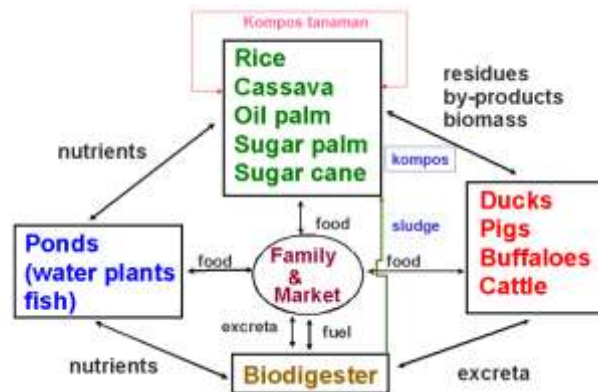 Kompos tanaman
Rice
Cassava
Oil palm
Sugar palm
Sugar cane
residues
by-products
biomass
nutrients
kompos
Ducks
Pigs
Buffaloes
Cattle
sludge
food
Ponds
(water plants
fish)
food
Family
&
Market
food
excreta
fuel
nutrients
Biodigester
excreta